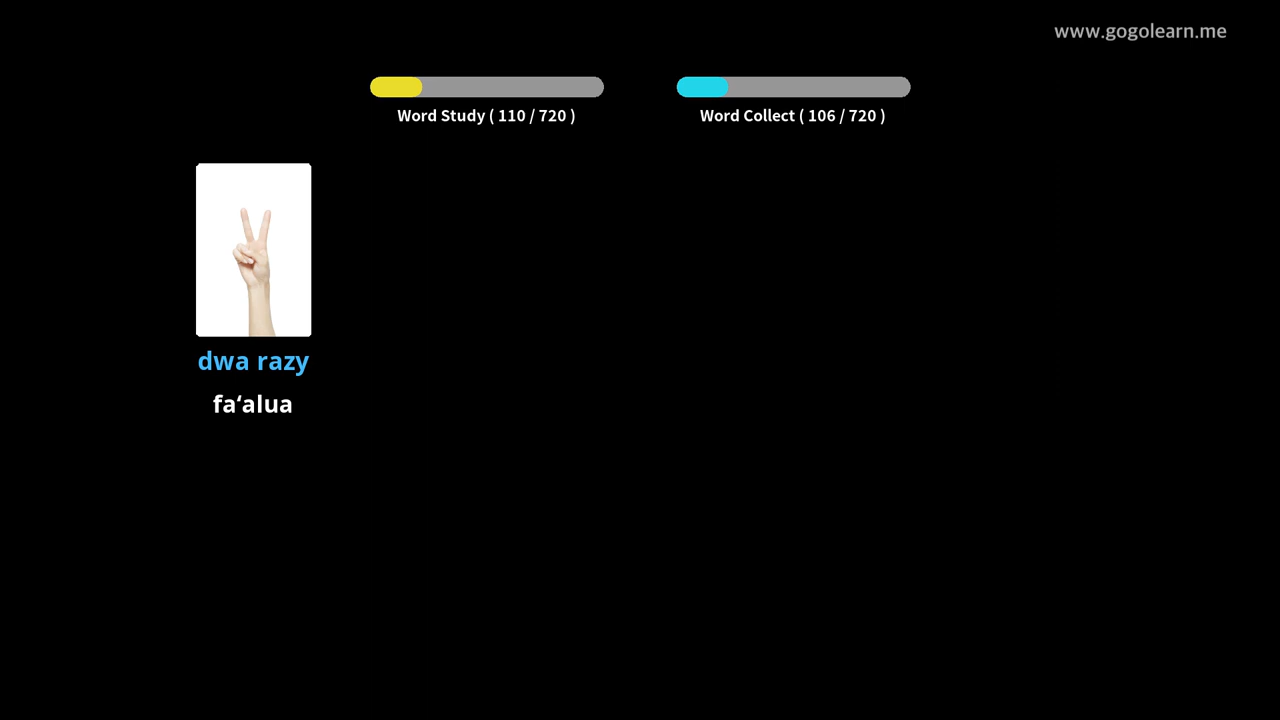 www.gogolearn.me
Word Study ( 110 / 720 )
Word Collect ( 106 / 720 )
dwa razy
fa‘alua